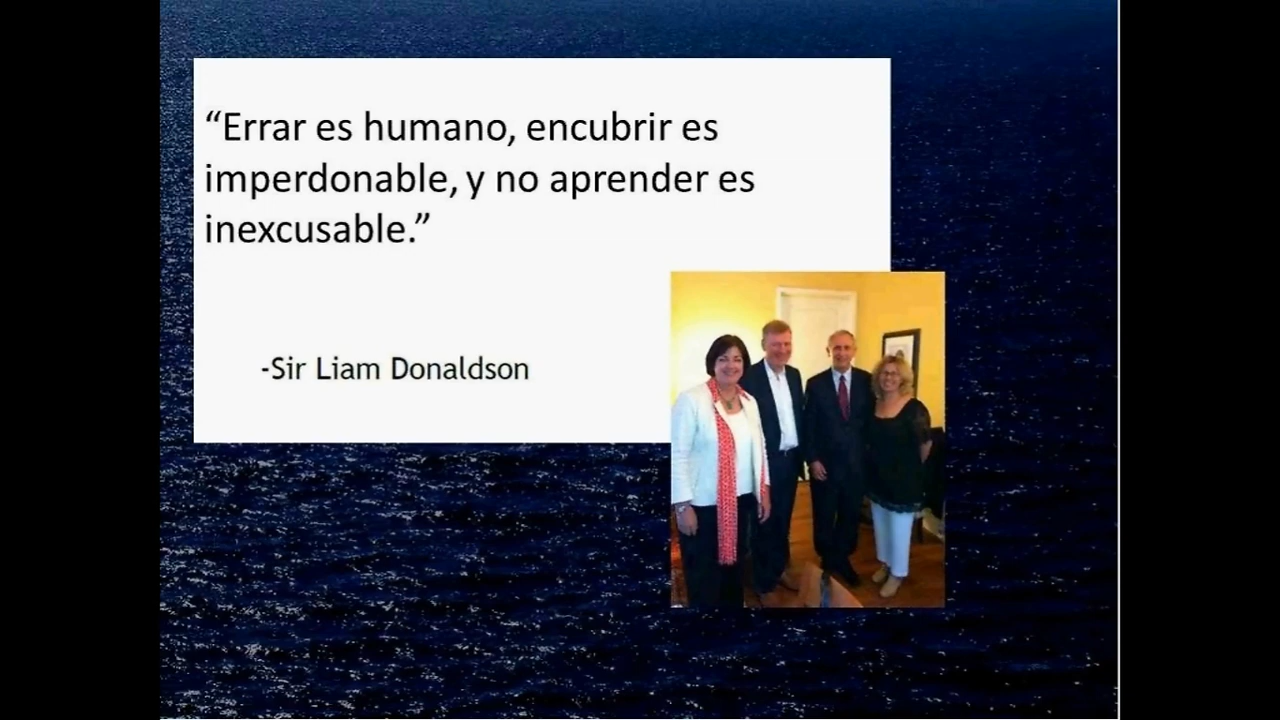 “Errar es humano, encubrir es
imperdonable, y no aprender es
inexcusable.”
-Sir Liam Donaldson